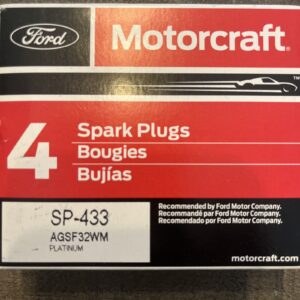 Ford
Motorcraft®
TM
4
Spark Plugs
Bougies
Bujías
SP-433
AGSF32WM
PLATINUM
Recommended by Ford Motor Company.
Recommandé par Ford Motor Company.
Recomendado por Ford Motor Company.
motorcraft.com